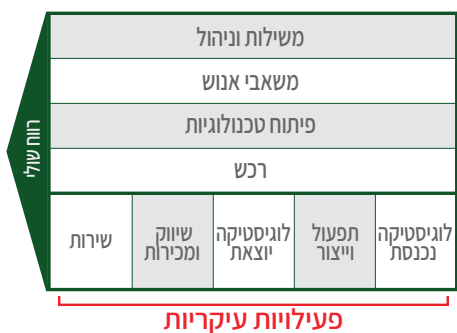 משילות וניהול
משאבי אנוש
פיתוח טכנולוגיות
רכש
לוגיסטיקה
נכנסת
תפעול
וייצור
לוגיסטיקה
יוצאת
שיווק
ומכירות
שירות
רווח שולי
פעילויות עיקריות